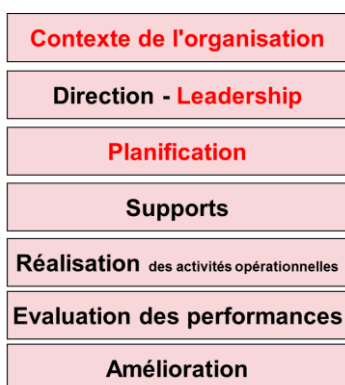 Contexte de l'organisation
Direction - Leadership
Planification
Supports
Réalisation des activités opérationnelles
Evaluation des performances
Amélioration